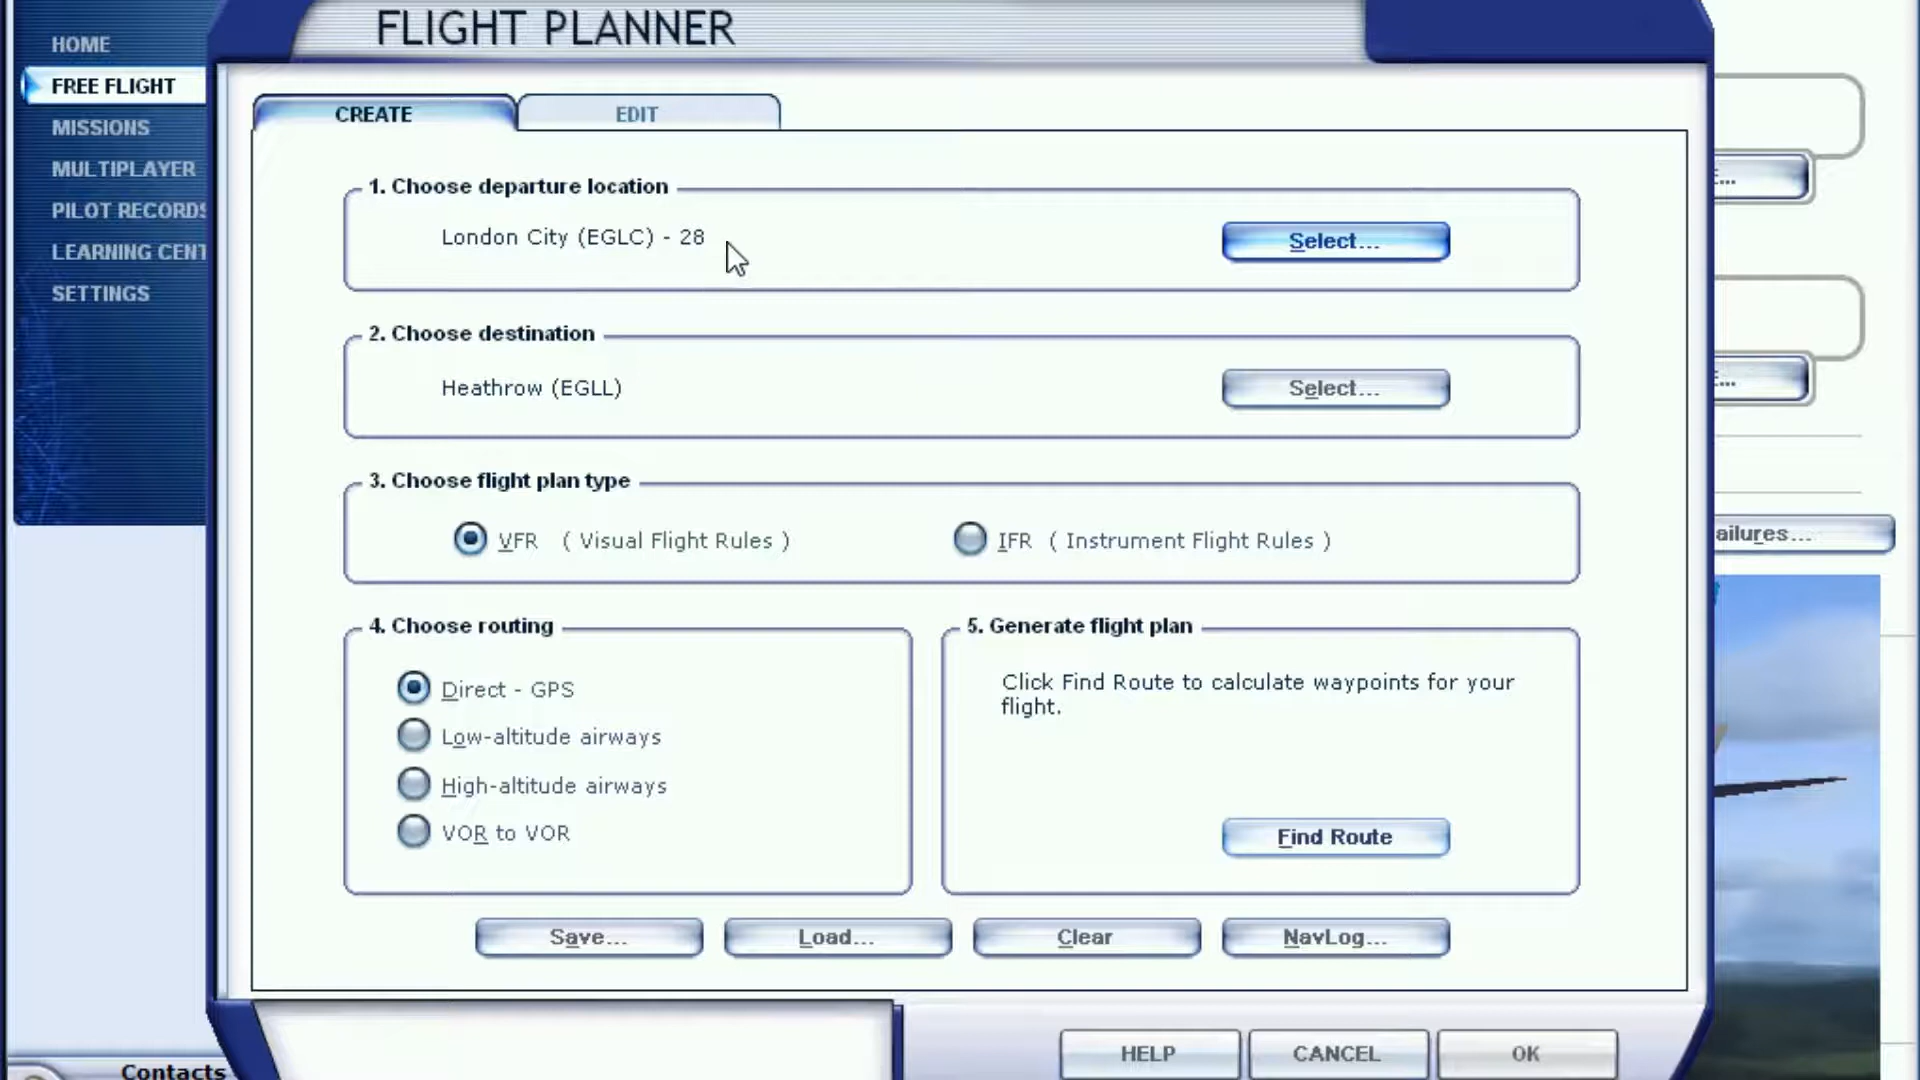 FLIGHT PLANNER
HOME
FREE FLIGHT
MISSIONS
MULTIPLAYER
PILOT RECORDS
LEARNING CENT
SETTINGS
CREATE
EDIT
1. Choose departure location
London City (EGLC) - 28
Select...
2. Choose destination
Heathrow (EGLL)
Select...
3. Choose flight plan type
VFR ( Visual Flight Rules )
IFR ( Instrument Flight Rules )
4. Choose routing
Direct - GPS
Low-altitude airways
High-altitude airways
VOR to VOR
5. Generate flight plan
Click Find Route to calculate waypoints for your
flight.
Find Route
Save...
Load...
Clear
NavLog...
HELP
CANCEL
OK
ailures...
Contacts